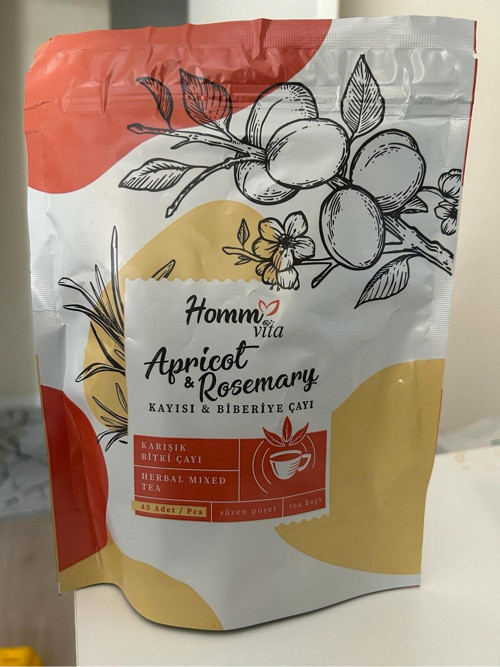 Homm
vita
Apricot
& Rosemary
KAYISI & BİBERİYE ÇAYI
KARIŞIK
BİTKİ ÇAYI
HERBAL MIXED
TEA
45 Adet / Pcs süzen poşet tea bags